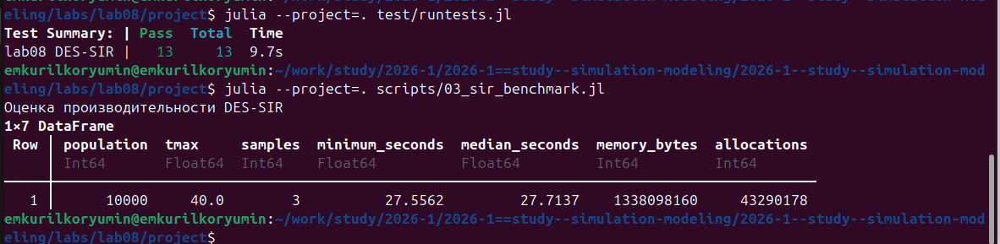 eling/labs/lab08/project$ julia --project=. test/runtests.jl
Test Summary: | Pass  Total  Time
lab08 DES-SIR |   13     13  9.7s
emkurilkoryumin@emkurilkoryumin:~/work/study/2026-1/2026-1==study--simulation-modeling/2026-1--study--simulation-mod
eling/labs/lab08/project$ julia --project=. scripts/03_sir_benchmark.jl
Оценка производительности DES-SIR
1×7 DataFrame
Row │ population  tmax     samples  minimum_seconds  median_seconds  memory_bytes  allocations
Int64       Float64  Int64    Float64          Float64         Int64         Int64
1 │      10000     40.0        3          27.5562         27.7137    1338098160     43290178
emkurilkoryumin@emkurilkoryumin:~/work/study/2026-1/2026-1==study--simulation-modeling/2026-1--study--simulation-mod
eling/labs/lab08/project$